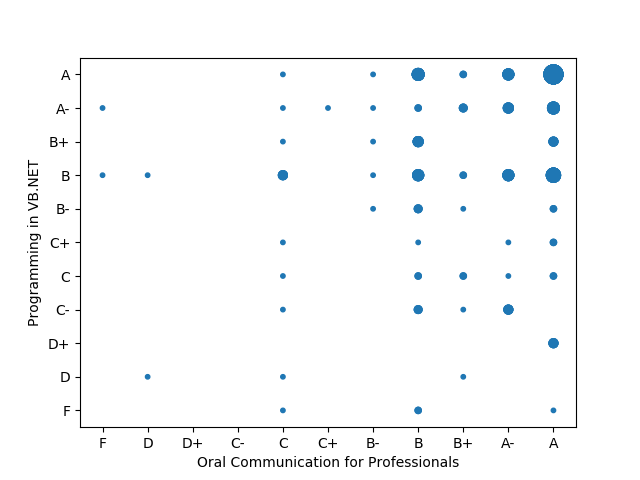 Programming in VB.NET
A
A-
B+
B
B-
C+
C
C-
D+
D
F
F D D+ C- C C+ B- B B+ A- A
Oral Communication for Professionals